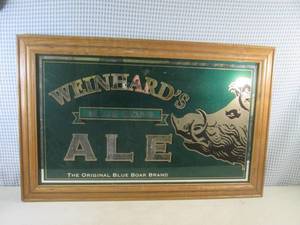 WEINHARD'S
ALE
THE ORIGINAL BLUE BOAR BRAND